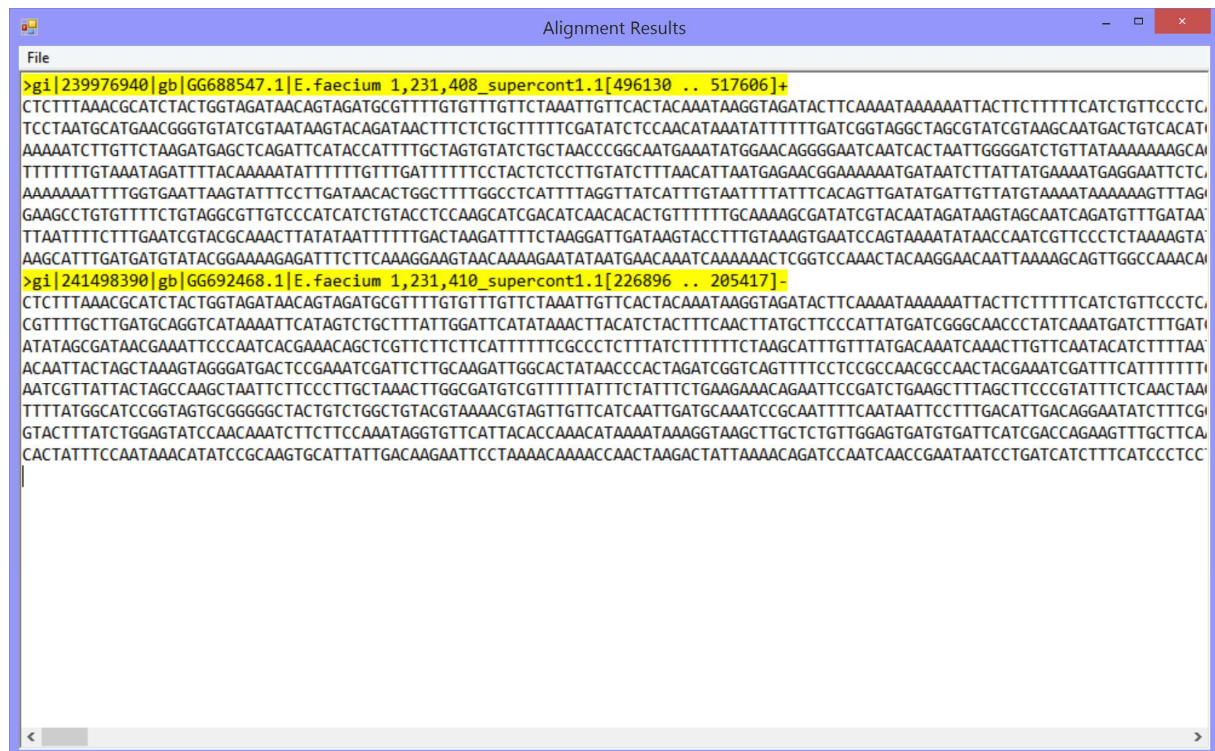 Alignment Results
File
>gi|239976940|gb|GG688547.1|E.faecium 1,231,408_supercont1.1[496130 .. 517606]+
CTCTTTAAACGCATCTACTGGTAGATAACAGTAGATGCGTTTTGTGTTTGTTCTAAATTGTTCACTACAAATAAGGTAGATACTTCAAAATAAAAAATTACTTCTTTTTCATCTGTTCCCTC
TCCTAATGCATGAACGGGTGTATCGTAATAAGTACAGATAACTTTCTCTGCTTTTTCGATATCTCCAACATAAATATTTTTTGATCGGTAGGCTAGCGTATCGTAAGCAATGACTGTCACAT
AAAAATCTTGTTCTAAGATGAGCTCAGATTCATACCATTTTGCTAGTGTATCTGCTAACCCGGCAATGAAATATGGAACAGGGGAATCAATCACTAATTGGGGATCTGTTATAAAAAAAGCA
TTTTTTTGTAAATAGATTTTACAAAAATATTTTTTGTTTGATTTTTTCCTACTCTCCTTGTATCTTTAACATTAATGAGAACGGAAAAAATGATAATCTTATTATGAAAATGAGGAATTCTC
AAAAAAATTTTGGTGAATTAAGTATTTCCTTGATAACACTGGCTTTTGGCCTCATTTTAGGTTATCATTTGTAATTTTATTTCACAGTTGATATGATTGTTATGTAAAATAAAAAAGTTTAG
GAAGCCTGTGTTTTCTGTAGGCGTTGTCCCATCATCTGTACCTCCAAGCATCGACATCAACACACTGTTTTTTGCAAAAGCGATATCGTACAATAGATAAGTAGCAATCAGATGTTTGATAA
TTAATTTTCTTTGAATCGTACGCAAACTTATATAATTTTTTGACTAAGATTTTCTAAGGATTGATAAGTACCTTTGTAAAGTGAATCCAGTAAAATATAACCAATCGTTCCCTCTAAAAGTA
AAGCATTTGATGATGTATACGGAAAAGAGATTTCTTCAAAGGAAGTAACAAAAGAATATAATGAACAAATCAAAAAACTCGGTCCAAACTACAAGGAACAATTAAAAGCAGTTGGCCAAACA
>gi|241498390|gb|GG692468.1|E.faecium 1,231,410_supercont1.1[226896 .. 205417]-
CTCTTTAAACGCATCTACTGGTAGATAACAGTAGATGCGTTTTGTGTTTGTTCTAAATTGTTCACTACAAATAAGGTAGATACTTCAAAATAAAAAATTACTTCTTTTTCATCTGTTCCCTC
CGTTTTGCTTGATGCAGGTCATAAAATTCATAGTCTGCTTTATTGGATTCATATAAACTTACATCTACTTTCAACTTATGCTTCCCATTATGATCGGGCAACCCTATCAAATGATCTTTGAT
ATATAGCGATAACGAAATTCCCAATCACGAAACAGCTCGTTCTTCTTCATTTTTTCGCCCTCTTTATCTTTTTTCTAAGCATTTGTTTATGACAAATCAAACTTGTTCAATACATCTTTTAA
ACAATTACTAGCTAAAGTAGGGATGACTCCGAAATCGATTCTTGCAAGATTGGCACTATAACCCACTAGATCGGTCAGTTTTCCTCCGCCAACGCCAACTACGAAATCGATTTCATTTTTTT
AATCGTTATTACTAGCCAAGCTAATTCTTCCCTTGCTAAACTTGGCGATGTCGTTTTTATTTCTATTTCTGAAGAAACAGAATTCCGATCTGAAGCTTTAGCTTCCCGTATTTCTCAACTAA
TTTTATGGCATCCGGTAGTGCGGGGGCTACTGTCTGGCTGTACGTAAAACGTAGTTGTTCATCAATTGATGCAAATCCGCAATTTTCAATAATTCCTTTGACATTGACAGGAATATCTTTCG
GTACTTTATCTGGAGTATCCAACAAATCTTCTTCCAAATAGGTGTTCATTACACCAAACATAAAATAAAGGTAAGCTTGCTCTGTTGGAGTGATGTGATTCATCGACCAGAAGTTTGCTTCA
CACTATTTCCAATAAACATATCCGCAAGTGCATTATTGACAAGAATTCCTAAAACAAAACCAACTAAGACTATTAAAACAGATCCAATCAACCGAATAATCCTGATCATCTTTCATCCCTCC